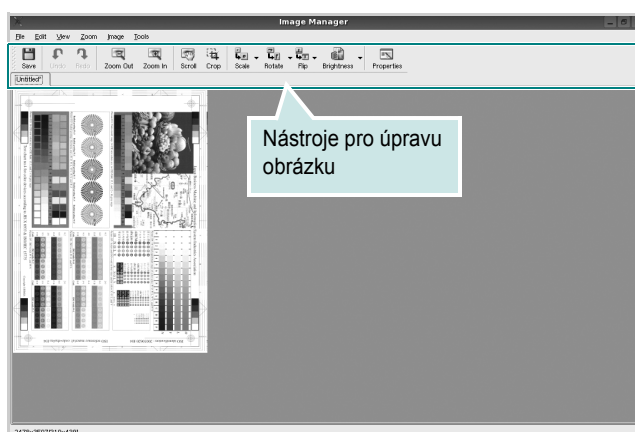 Image Manager
File Edit View Zoom Image Tools
Save Undo Redo Zoom Out Zoom In Scroll Crop Scale Rotate Flip Brightness Properties
Untitled*
Nástroje pro úpravu
obrázku